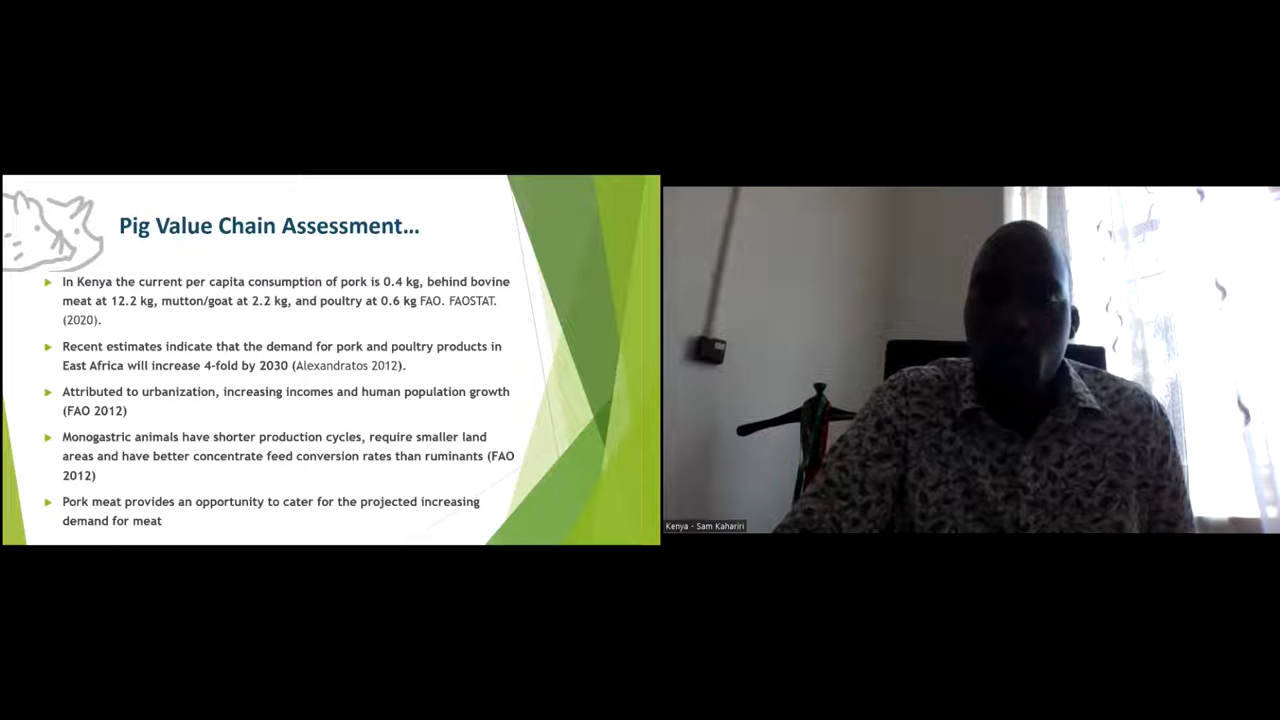 Pig Value Chain Assessment…
In Kenya the current per capita consumption of pork is 0.4 kg, behind bovine
meat at 12.2 kg, mutton/goat at 2.2 kg, and poultry at 0.6 kg FAO. FAOSTAT.
(2020).
Recent estimates indicate that the demand for pork and poultry products in
East Africa will increase 4-fold by 2030 (Alexandratos 2012).
Attributed to urbanization, increasing incomes and human population growth
(FAO 2012)
Monogastric animals have shorter production cycles, require smaller land
areas and have better concentrate feed conversion rates than ruminants (FAO
2012)
Pork meat provides an opportunity to cater for the projected increasing
demand for meat
Kenya - Sam Kahariri